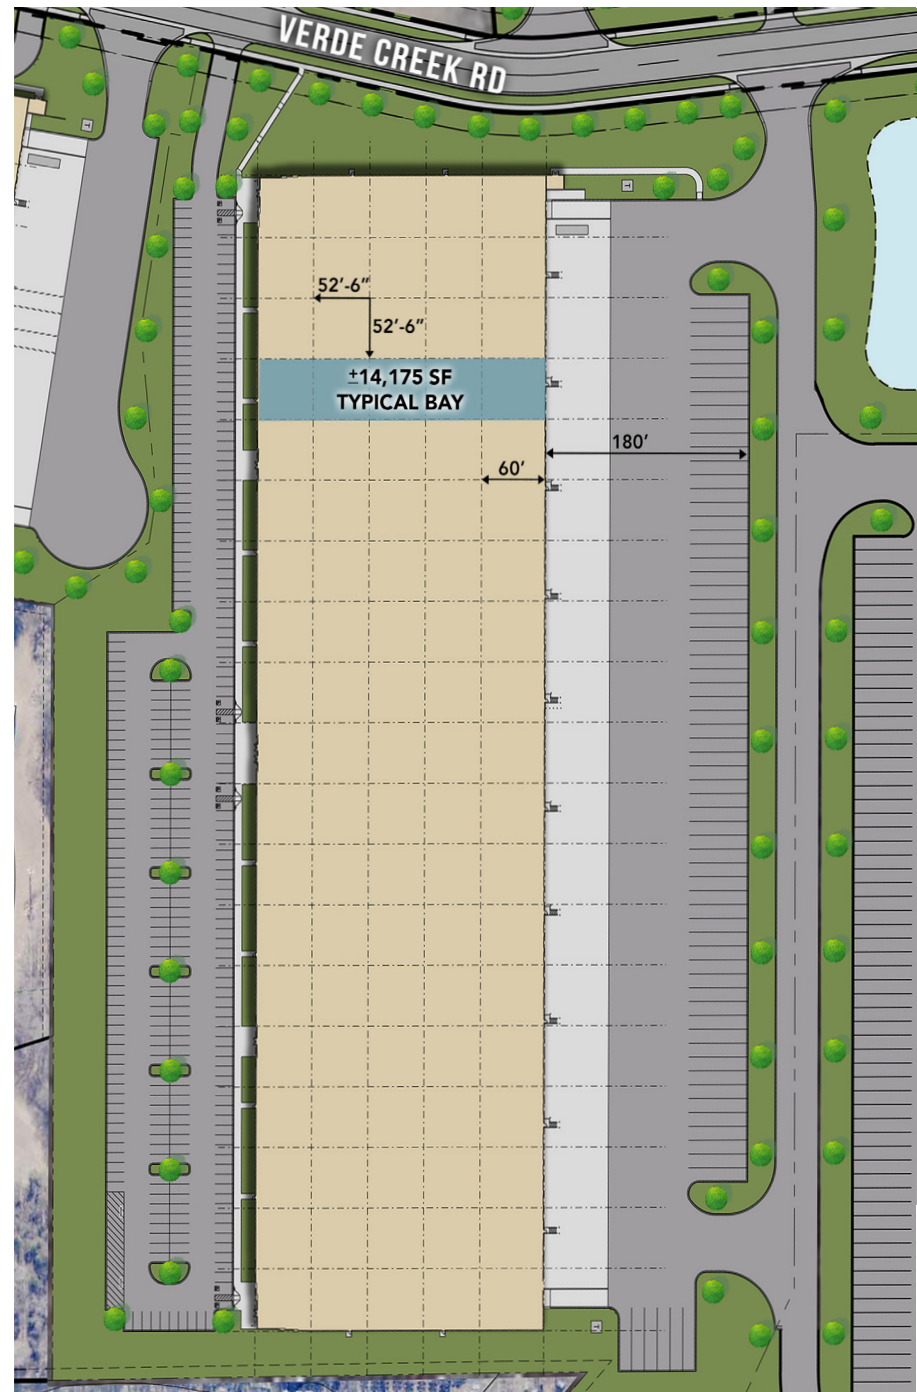 VERDE CREEK RD
52'-6"
52'-6"
±14,175 SF
TYPICAL BAY
180'
60'
T
T
T